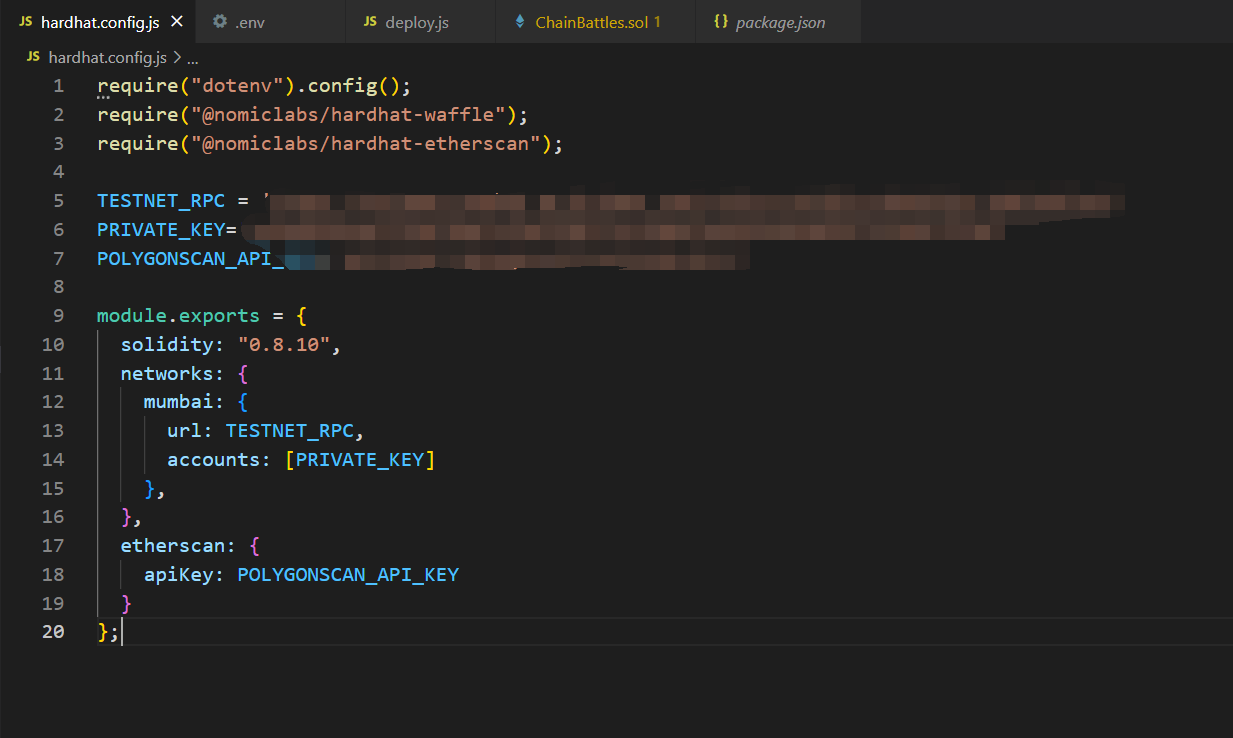 JS hardhat.config.js × .env JS deploy.js ChainBattles.sol 1 {} package.json
JS hardhat.config.js > ...
1 require("dotenv").config();
2 require("@nomiclabs/hardhat-waffle");
3 require("@nomiclabs/hardhat-etherscan");
4
5 TESTNET_RPC = '
6 PRIVATE_KEY=
7 POLYGONSCAN_API_
8
9 module.exports = {
10 solidity: "0.8.10",
11 networks: {
12 mumbai: {
13 url: TESTNET_RPC,
14 accounts: [PRIVATE_KEY]
15 },
16 },
17 etherscan: {
18 apiKey: POLYGONSCAN_API_KEY
19 }
20 };